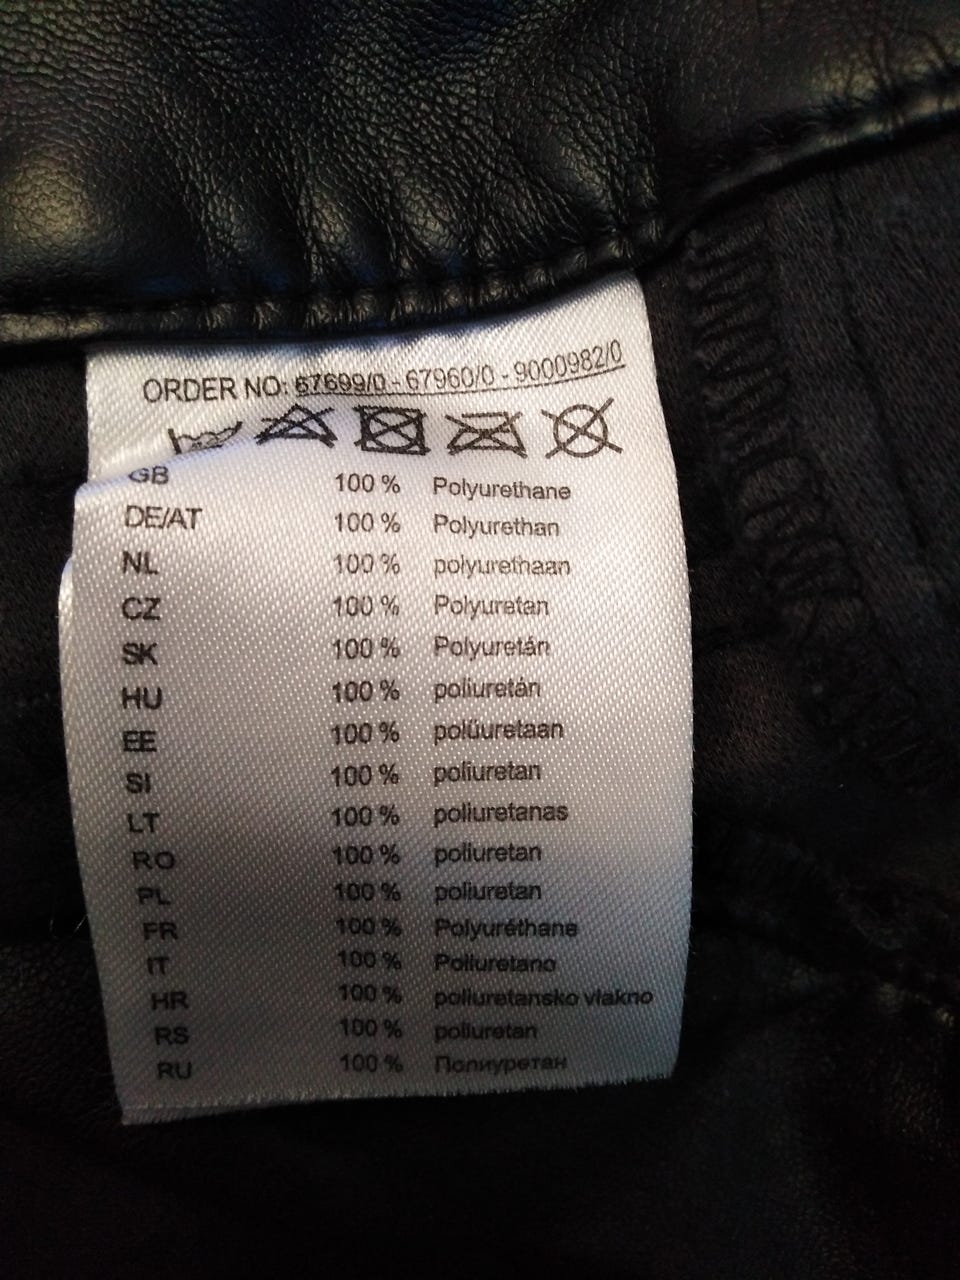 ORDER NO: 67699/0 - 67960/0 - 9000982/0
GB 100 % Polyurethane
DE/AT 100 % Polyurethan
NL 100 % polyurethaan
CZ 100 % Polyuretan
SK 100 % Polyuretán
HU 100 % poliuretán
EE 100 % polüuretaan
SI 100 % poliuretan
LT 100 % poliuretanas
RO 100 % poliuretan
PL 100 % poliuretan
FR 100 % Polyuréthane
IT 100 % Poliuretano
HR 100 % poliuretansko vlakno
RS 100 % poliuretan
RU 100 % Полиуретан